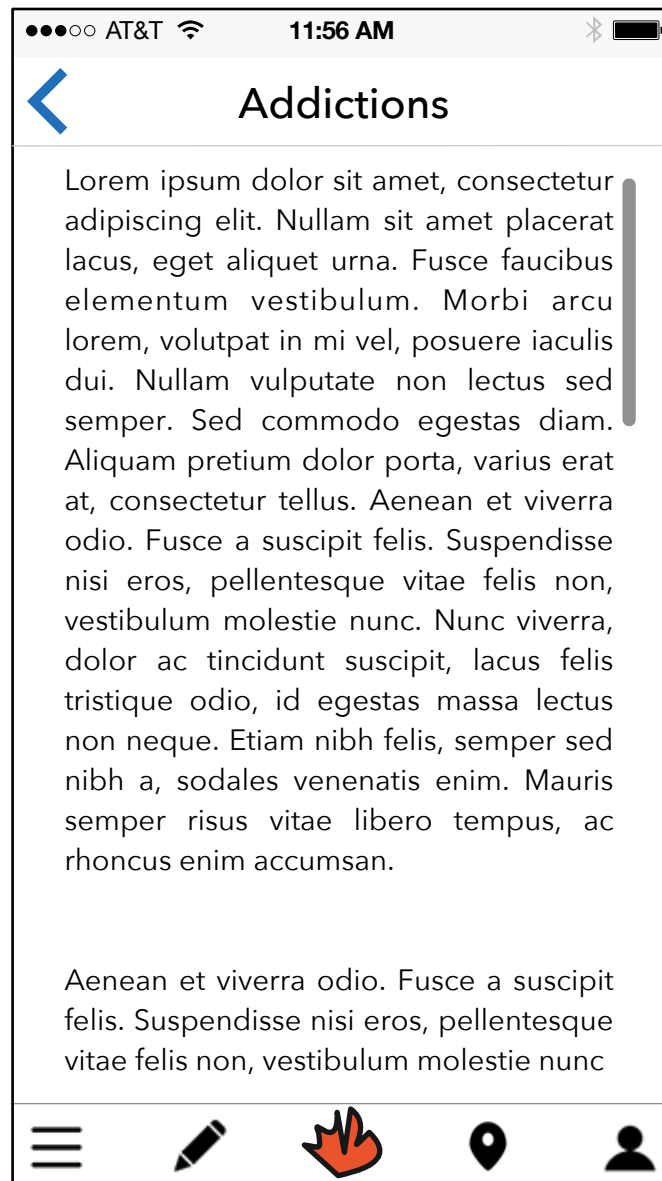 AT&T 11:56 AM
Addictions
Lorem ipsum dolor sit amet, consectetur
adipiscing elit. Nullam sit amet placerat
lacus, eget aliquet urna. Fusce faucibus
elementum vestibulum. Morbi arcu
lorem, volutpat in mi vel, posuere iaculis
dui. Nullam vulputate non lectus sed
semper. Sed commodo egestas diam.
Aliquam pretium dolor porta, varius erat
at, consectetur tellus. Aenean et viverra
odio. Fusce a suscipit felis. Suspendisse
nisi eros, pellentesque vitae felis non,
vestibulum molestie nunc. Nunc viverra,
dolor ac tincidunt suscipit, lacus felis
tristique odio, id egestas massa lectus
non neque. Etiam nibh felis, semper sed
nibh a, sodales venenatis enim. Mauris
semper risus vitae libero tempus, ac
rhoncus enim accumsan.
Aenean et viverra odio. Fusce a suscipit
felis. Suspendisse nisi eros, pellentesque
vitae felis non, vestibulum molestie nunc